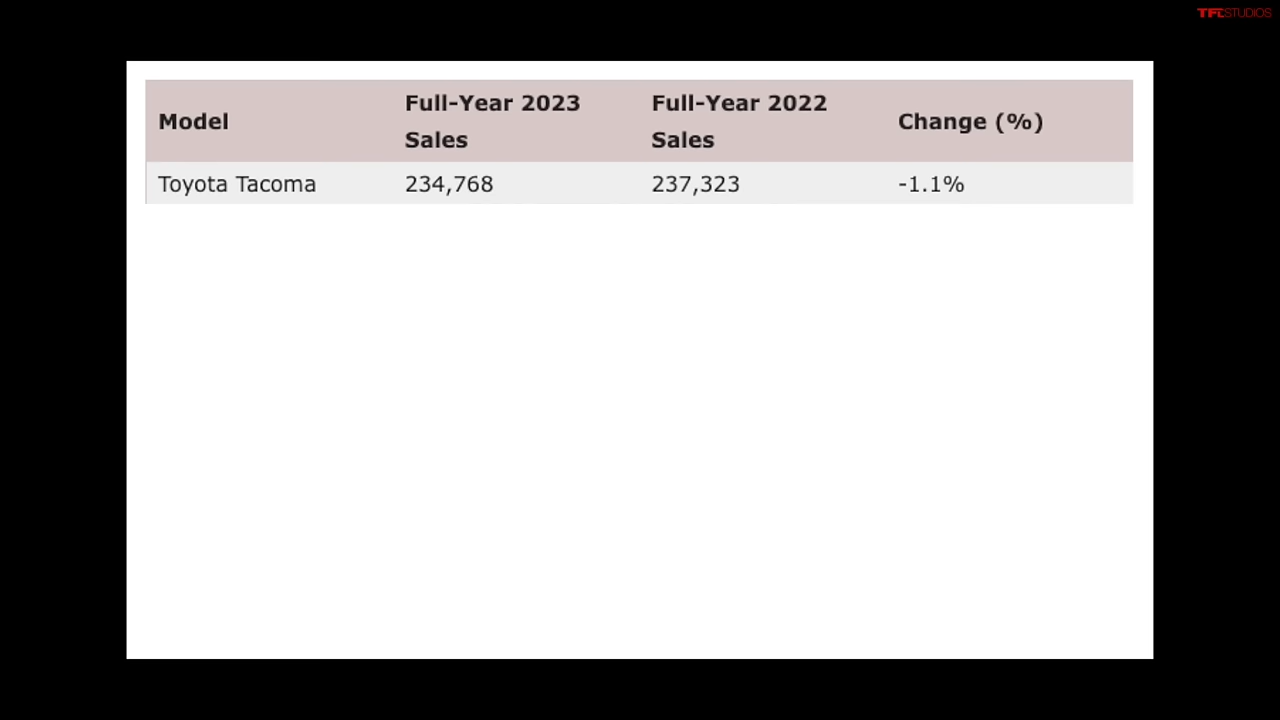 TFLSTUDIOS
Model Full-Year 2023 Sales Full-Year 2022 Sales Change (%)
Toyota Tacoma 234,768 237,323 -1.1%